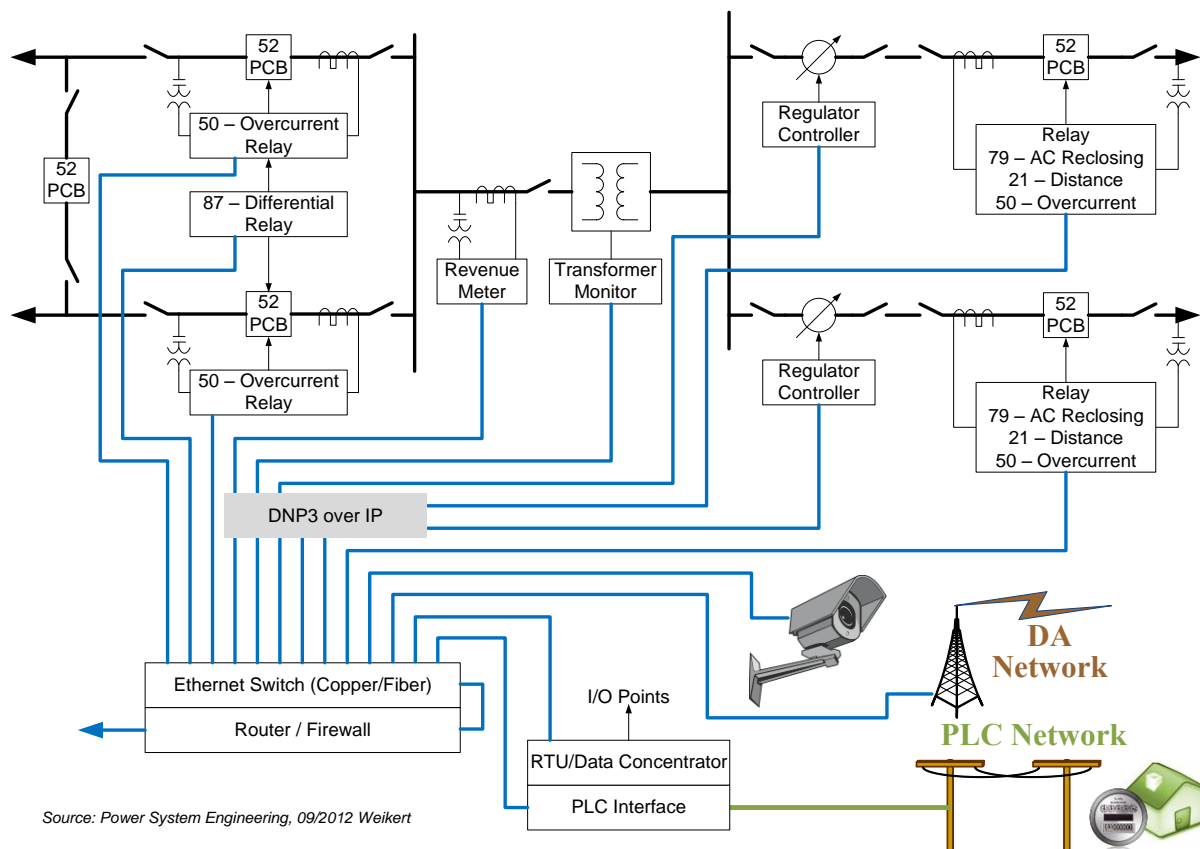 52
PCB
50 – Overcurrent
Relay
52
PCB
87 – Differential
Relay
52
PCB
50 – Overcurrent
Relay
Revenue
Meter
Transformer
Monitor
Regulator
Controller
52
PCB
Relay
79 – AC Reclosing
21 – Distance
50 – Overcurrent
Regulator
Controller
52
PCB
Relay
79 – AC Reclosing
21 – Distance
50 – Overcurrent
DNP3 over IP
Ethernet Switch (Copper/Fiber)
Router / Firewall
I/O Points
RTU/Data Concentrator
PLC Interface
DA
Network
PLC Network
Source: Power System Engineering, 09/2012 Weikert